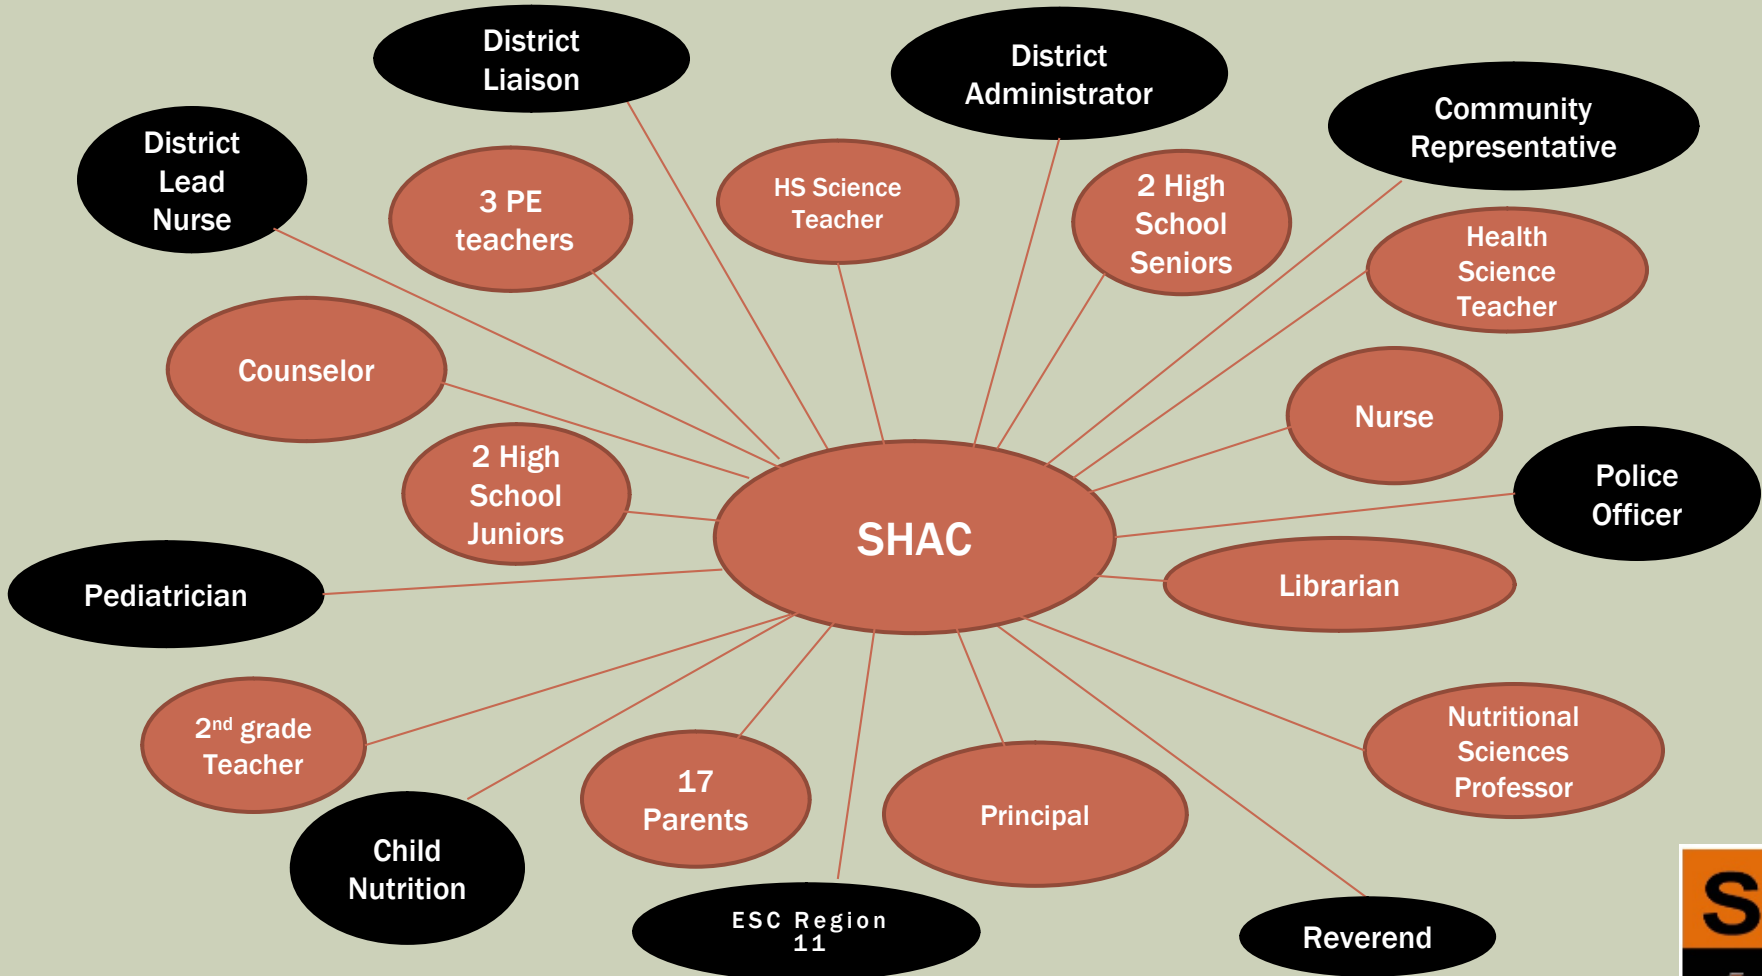 District
Liaison
District
Administrator
Community
Representative
District
Lead
Nurse
3 PE
teachers
HS Science
Teacher
2 High
School
Seniors
Health
Science
Teacher
Counselor
Nurse
2 High
School
Juniors
Police
Officer
SHAC
Pediatrician
Librarian
2nd grade
Teacher
Nutritional
Sciences
Professor
17
Parents
Principal
Child
Nutrition
ESC Region
11
Reverend
S